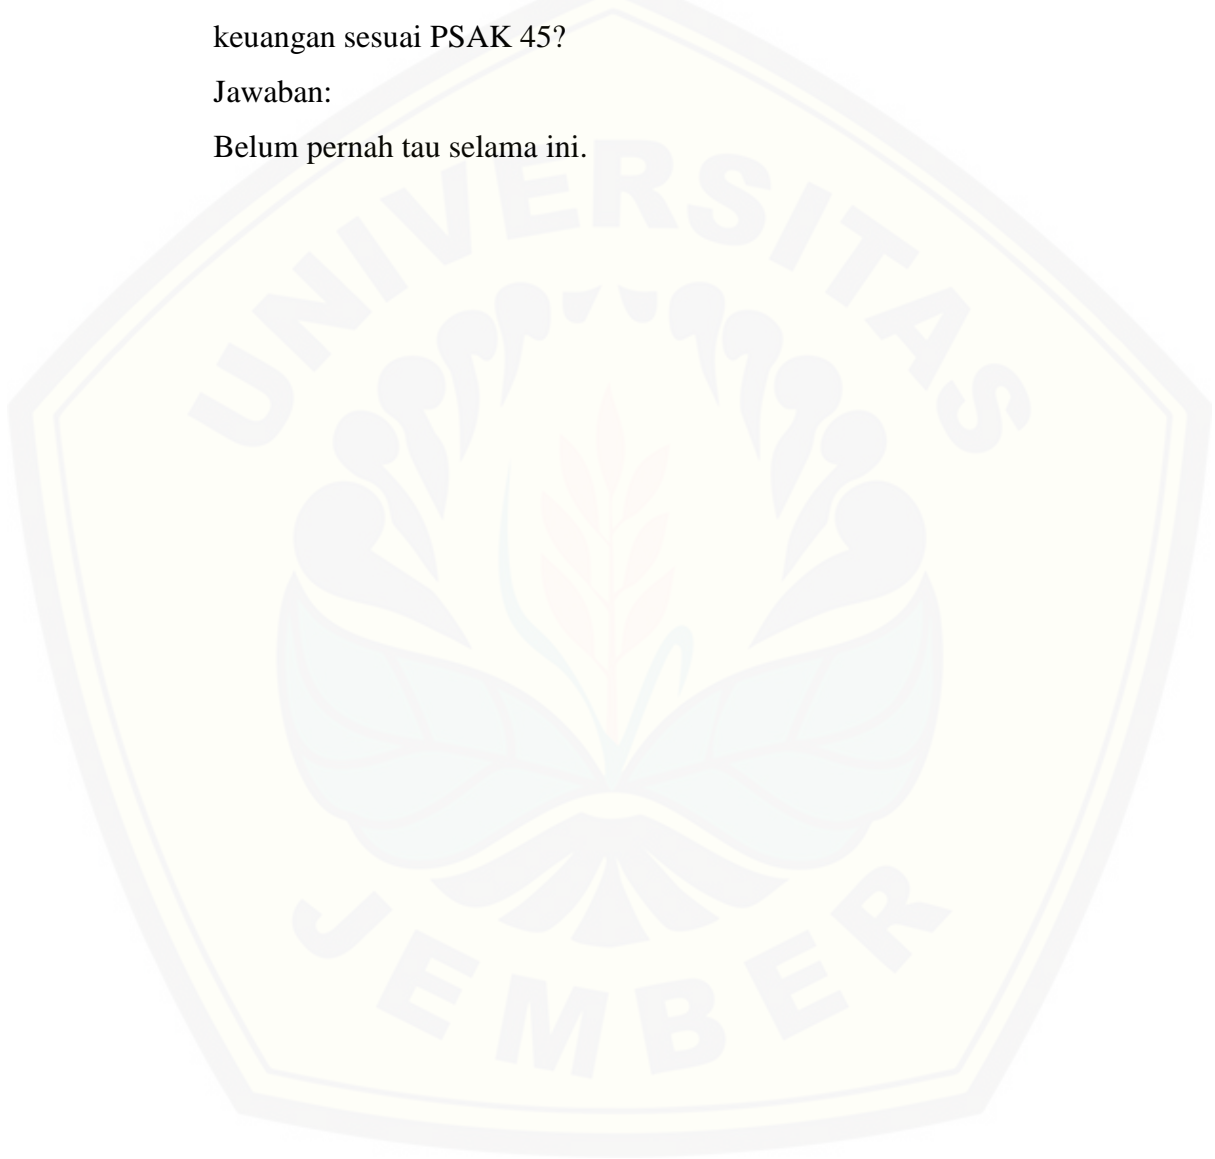 keuangan sesuai PSAK 45?
Jawaban:
Belum pernah tau selama ini.
UNIVERSITAS
JEMBER